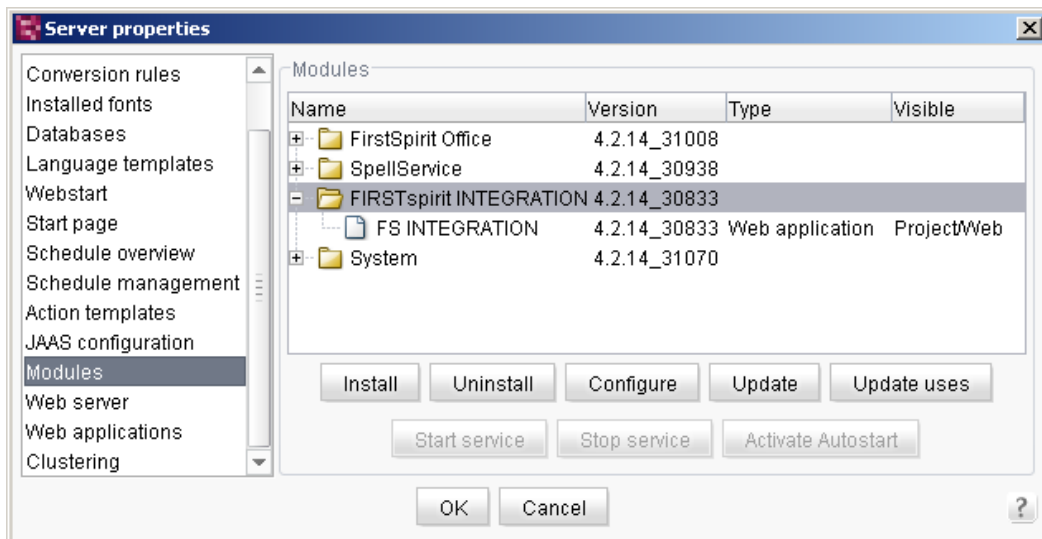 Server properties
Conversion rules
Installed fonts
Databases
Language templates
Webstart
Start page
Schedule overview
Schedule management
Action templates
JAAS configuration
Modules
Web server
Web applications
Clustering
Modules
Name Version Type Visible
FirstSpirit Office 4.2.14_31008
SpellService 4.2.14_30938
FIRSTspirit INTEGRATION 4.2.14_30833
FS INTEGRATION 4.2.14_30833 Web application Project/Web
System 4.2.14_31070
Install Uninstall Configure Update Update uses
Start service Stop service Activate Autostart
OK Cancel ?